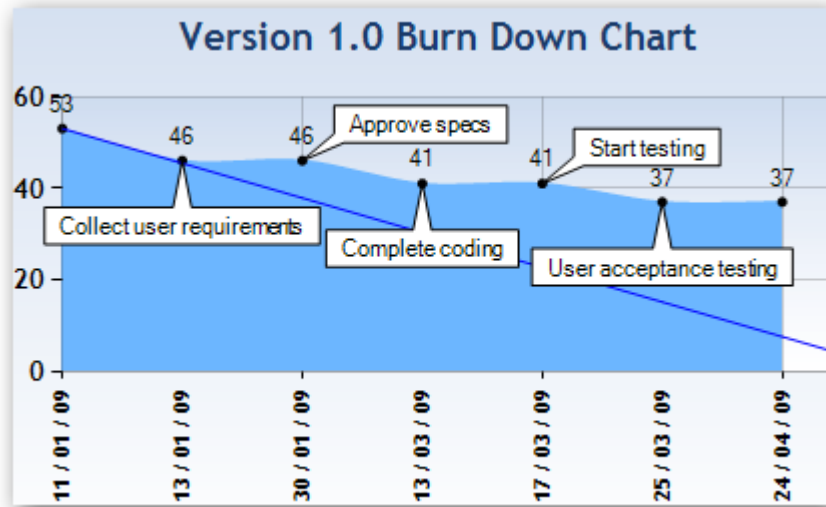 Version 1.0 Burn Down Chart
60
53
46
46
Approve specs
41
41
Start testing
37
37
40
Collect user requirements
Complete coding
User acceptance testing
20
0
11 / 01 / 09
13 / 01 / 09
30 / 01 / 09
13 / 03 / 09
17 / 03 / 09
25 / 03 / 09
24 / 04 / 09